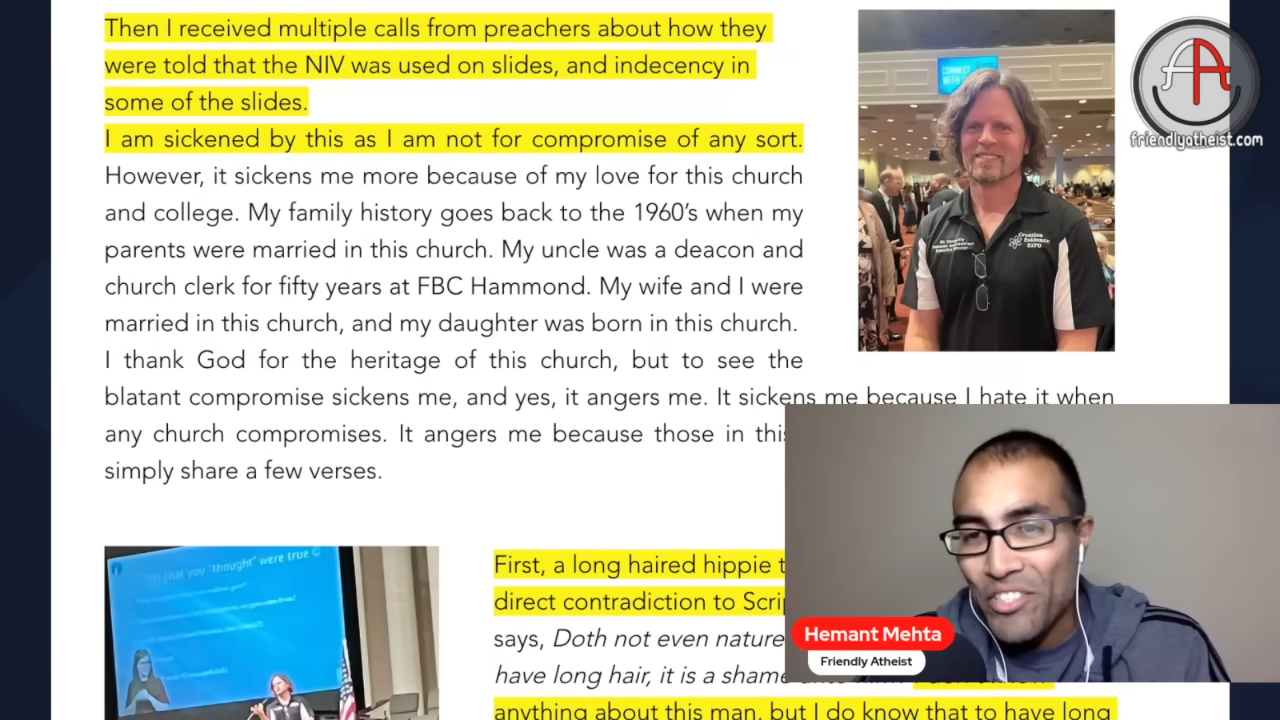 Then I received multiple calls from preachers about how they
were told that the NIV was used on slides, and indecency in
some of the slides.
I am sickened by this as I am not for compromise of any sort.
However, it sickens me more because of my love for this church
and college. My family history goes back to the 1960's when my
parents were married in this church. My uncle was a deacon and
church clerk for fifty years at FBC Hammond. My wife and I were
married in this church, and my daughter was born in this church.
I thank God for the heritage of this church, but to see the
blatant compromise sickens me, and yes, it angers me. It sickens me because I hate it when
any church compromises. It angers me because those in this
simply share a few verses.
AA
friendlyatheist.com
CONNECT
Creation
Evidence
EXPO
that you "thought" were true
First, a long haired hippie
direct contradiction to
says, Doth not even nature
have long hair, it is a shame
anything about this man, but I do know that to have long
Hemant Mehta
Friendly Atheist